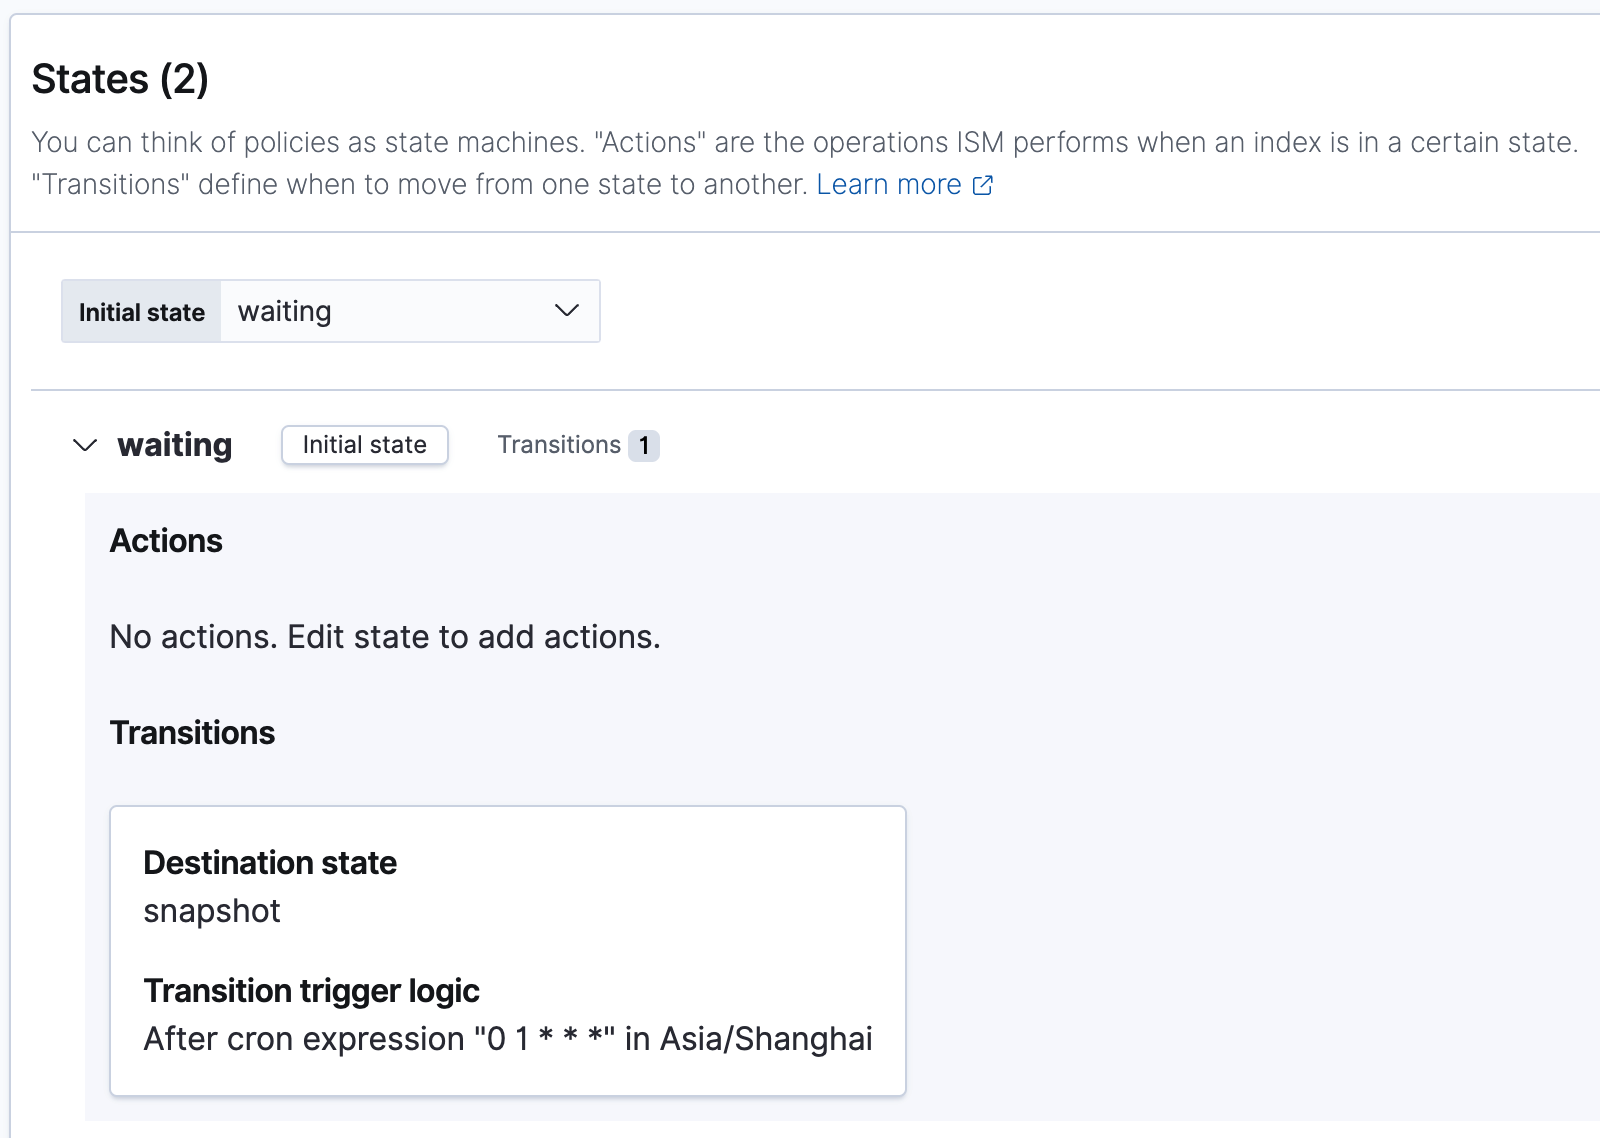 States (2)
You can think of policies as state machines. "Actions" are the operations ISM performs when an index is in a certain state.
"Transitions" define when to move from one state to another. Learn more
Initial state waiting
waiting Initial state Transitions 1
Actions
No actions. Edit state to add actions.
Transitions
Destination state
snapshot
Transition trigger logic
After cron expression "0 1 * * *" in Asia/Shanghai